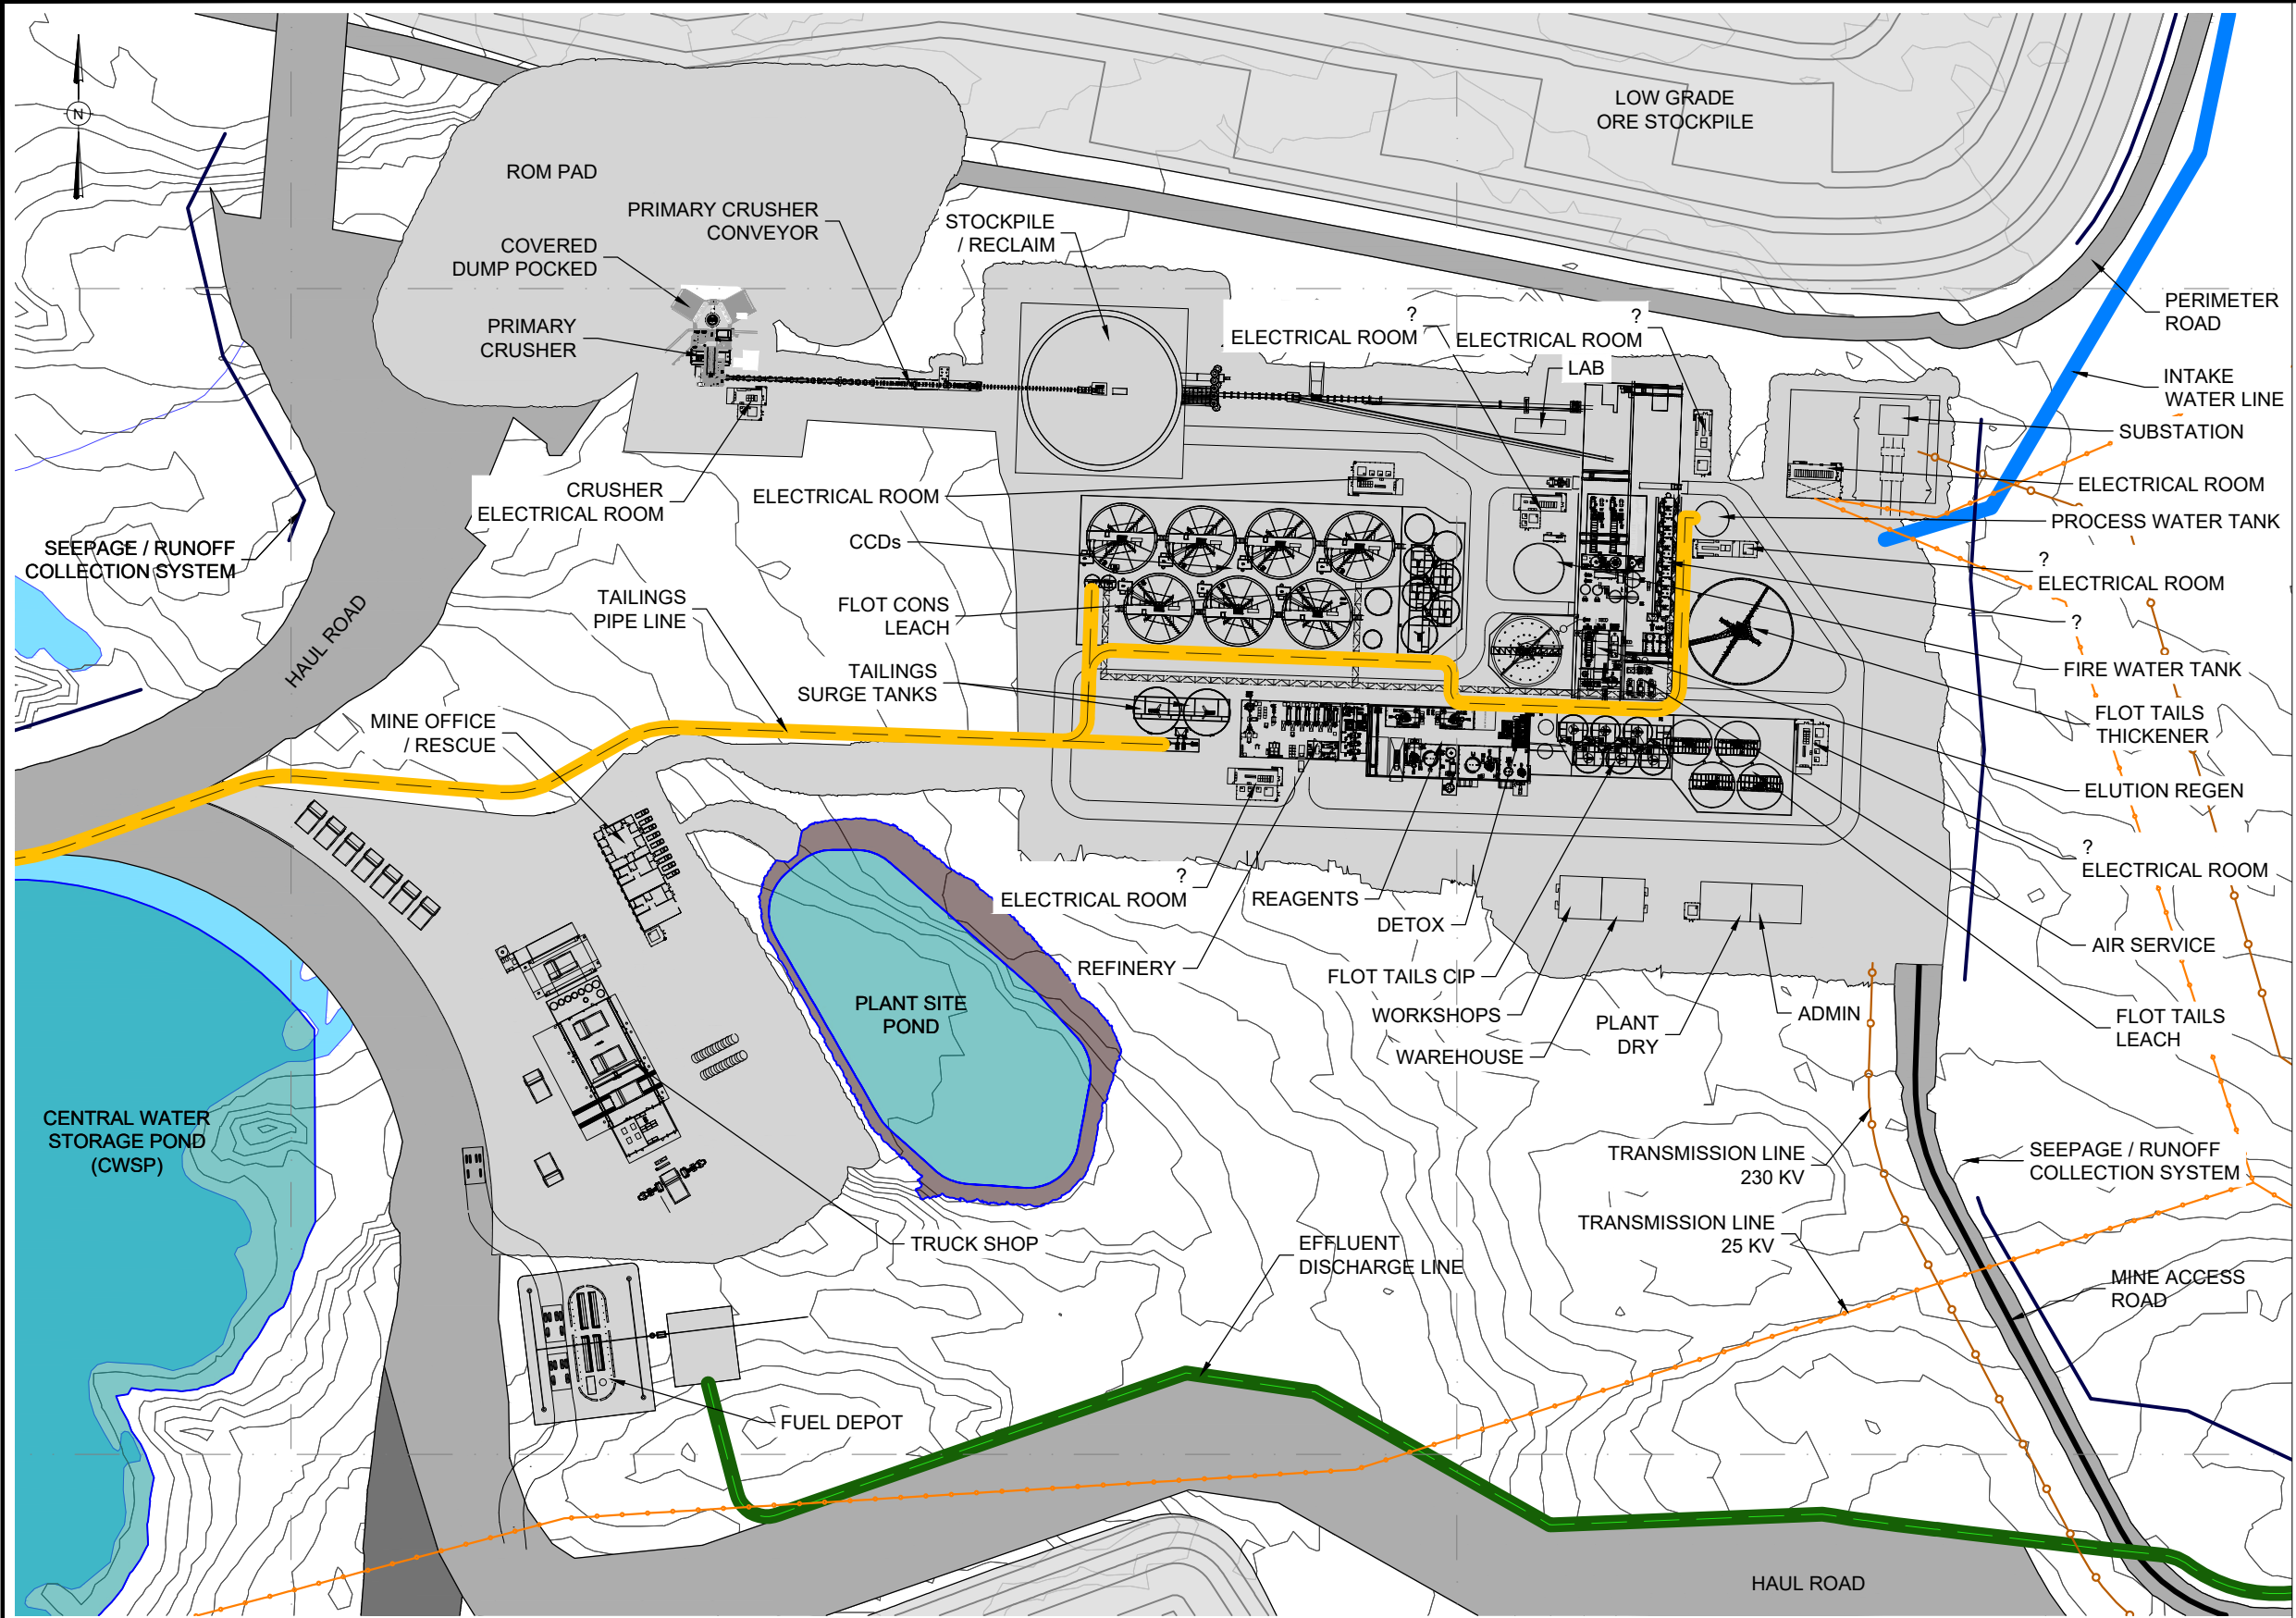 LOW GRADE
ORE STOCKPILE
N
ROM PAD
PRIMARY CRUSHER
CONVEYOR
STOCKPILE
/ RECLAIM
COVERED
DUMP POCKED
PRIMARY
CRUSHER
?
ELECTRICAL ROOM
?
ELECTRICAL ROOM
LAB
PERIMETER
ROAD
INTAKE
WATER LINE
SUBSTATION
ELECTRICAL ROOM
PROCESS WATER TANK
?
ELECTRICAL ROOM
?
FIRE WATER TANK
FLOT TAILS
THICKENER
ELUTION REGEN
?
ELECTRICAL ROOM
AIR SERVICE
FLOT TAILS
LEACH
CRUSHER
ELECTRICAL ROOM
ELECTRICAL ROOM
CCDs
FLOT CONS
LEACH
TAILINGS
SURGE TANKS
SEEPAGE / RUNOFF
COLLECTION SYSTEM
HAUL ROAD
TAILINGS
PIPE LINE
MINE OFFICE
/ RESCUE
?
ELECTRICAL ROOM
REAGENTS
DETOX
REFINERY
FLOT TAILS CIP
WORKSHOPS
WAREHOUSE
PLANT
DRY
ADMIN
PLANT SITE
POND
CENTRAL WATER
STORAGE POND
(CWSP)
TRANSMISSION LINE
230 KV
SEEPAGE / RUNOFF
COLLECTION SYSTEM
TRANSMISSION LINE
25 KV
TRUCK SHOP
EFFLUENT
DISCHARGE LINE
MINE ACCESS
ROAD
FUEL DEPOT
HAUL ROAD